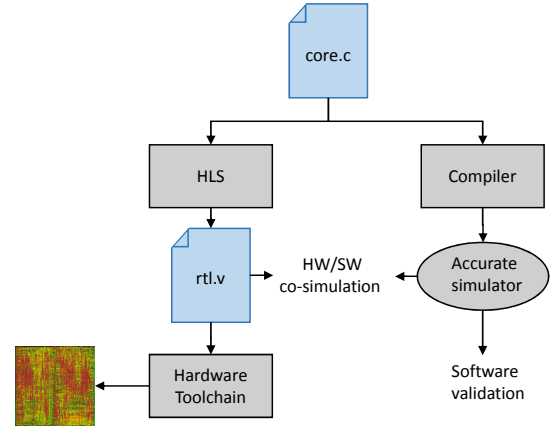 core.c
HLS
Compiler
rtl.v
HW/SW
co-simulation
Accurate
simulator
Hardware
Toolchain
Software
validation